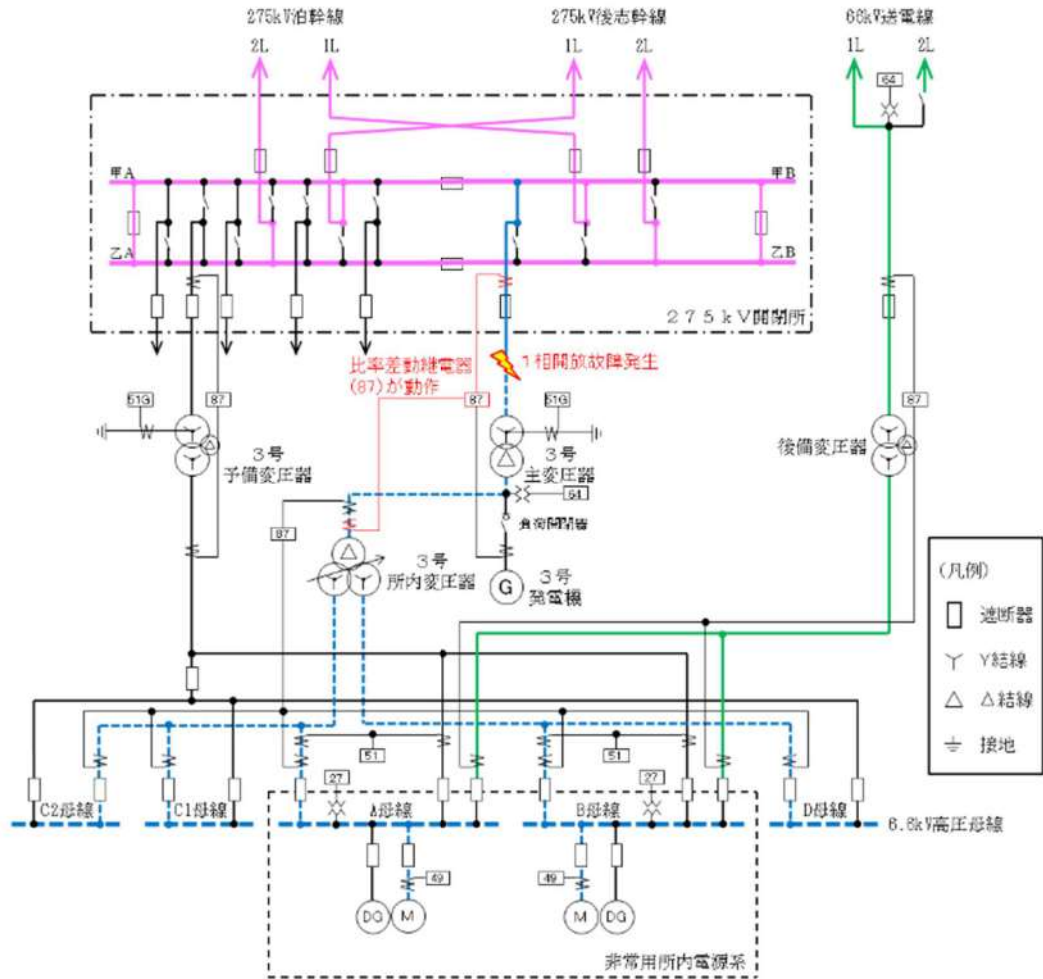 275kV泊幹線
275kV後志幹線
66kV送電線
2L
1L
1L
2L
1L
2L
64
甲A
甲B
乙A
乙B
275kV開閉所
比率差動継電器
(87)が動作
1相開放故障発生
51G
87
87
51G
87
3号
予備変圧器
3号
主変圧器
後備変圧器
64
負荷開閉器
87
3号
所内変圧器
G
3号
発電機
(凡例)
遮断器
Y結線
△結線
接地
51
51
27
27
C2母線
C1母線
A母線
B母線
D母線
6.6kV高圧母線
49
49
DG
M
M
DG
非常用所内電源系